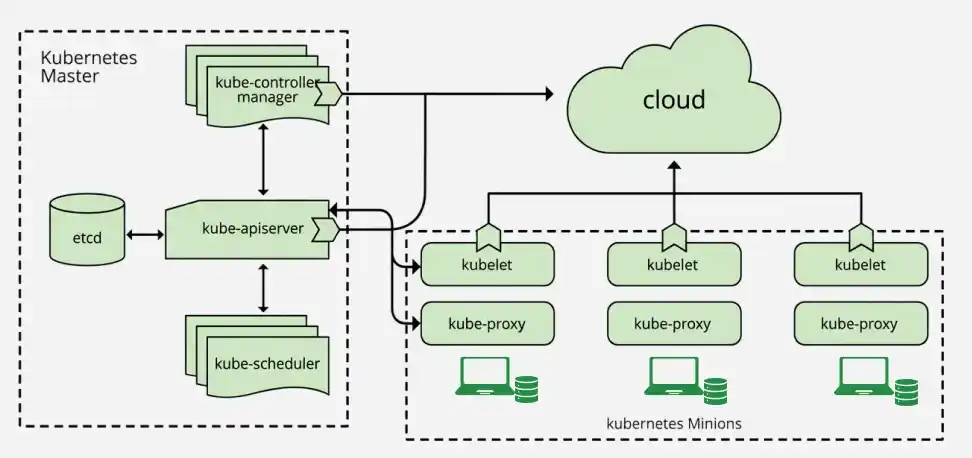 Kubernetes
Master
kube-controller
manager
cloud
etcd
kube-apiserver
kubelet
kubelet
kubelet
kube-proxy
kube-proxy
kube-proxy
kube-scheduler
kubernetes Minions